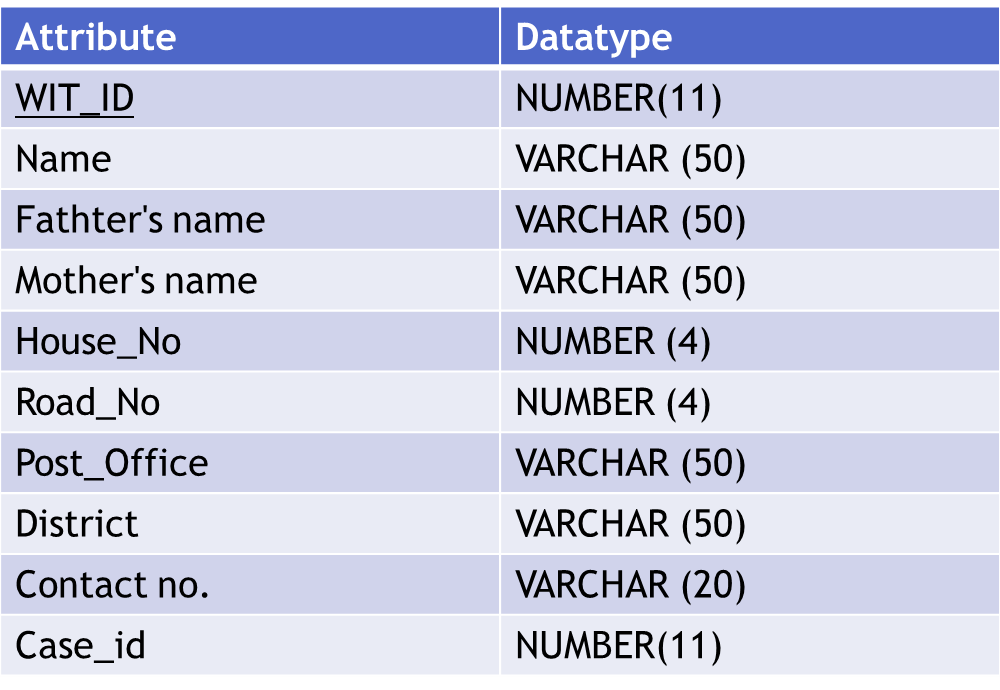 Attribute Datatype
WIT_ID NUMBER(11)
Name VARCHAR (50)
Fathter's name VARCHAR (50)
Mother's name VARCHAR (50)
House_No NUMBER (4)
Road_No NUMBER (4)
Post_Office VARCHAR (50)
District VARCHAR (50)
Contact no. VARCHAR (20)
Case_id NUMBER(11)